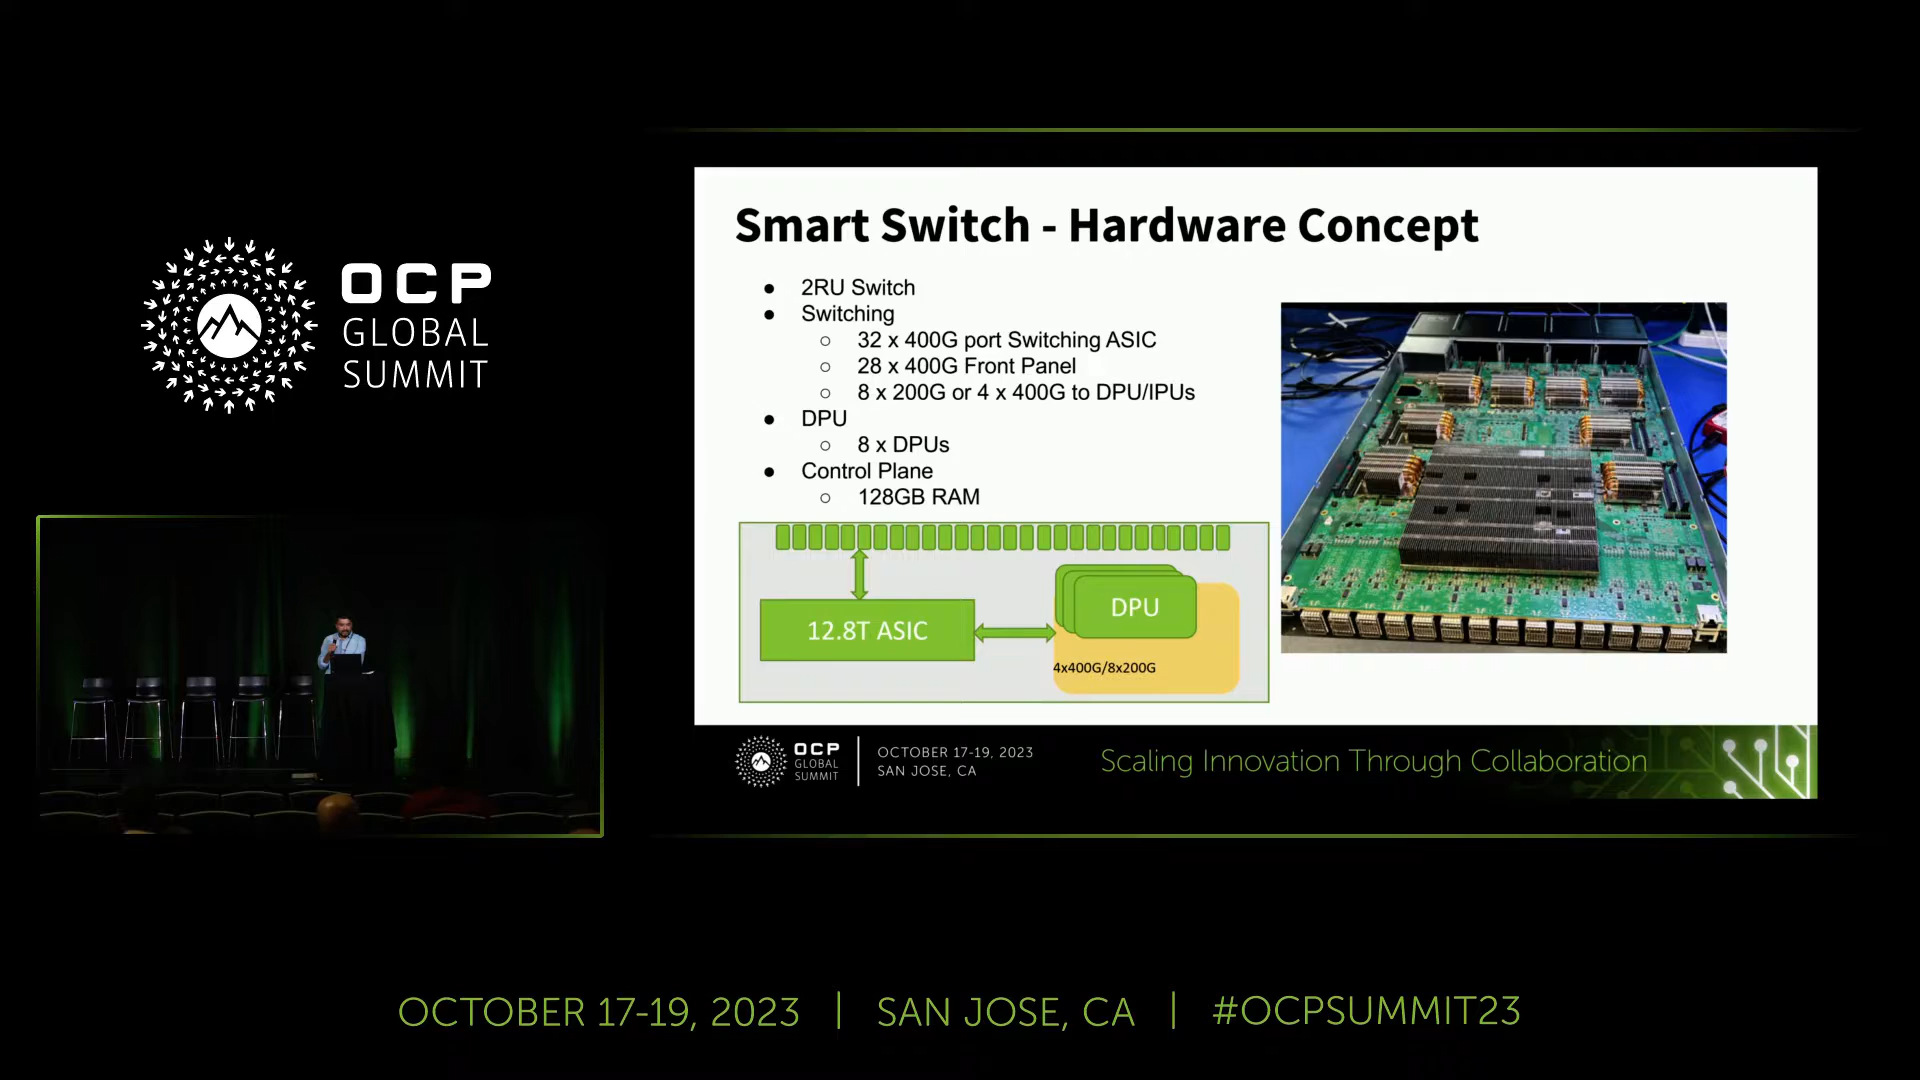 OCP
GLOBAL
SUMMIT
Smart Switch - Hardware Concept
● 2RU Switch
● Switching
○ 32 x 400G port Switching ASIC
○ 28 x 400G Front Panel
○ 8 x 200G or 4 x 400G to DPU/IPUs
● DPU
○ 8 x DPUs
● Control Plane
○ 128GB RAM
12.8T ASIC
DPU
4x400G/8x200G
OCP
GLOBAL
SUMMIT
OCTOBER 17-19, 2023
SAN JOSE, CA
Scaling Innovation Through Collaboration
OCTOBER 17-19, 2023 | SAN JOSE, CA | #OCPSUMMIT23